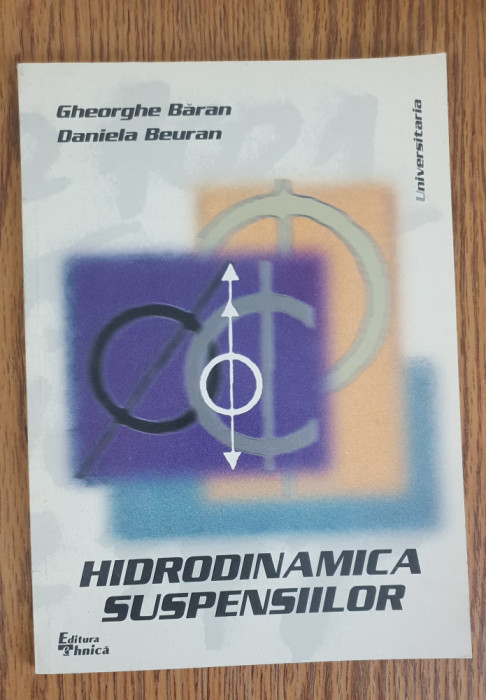 Gheorghe Băran
Daniela Beuran
Universitaria
HIDRODINAMICA
SUSPENSIILOR
Editura
Tehnică